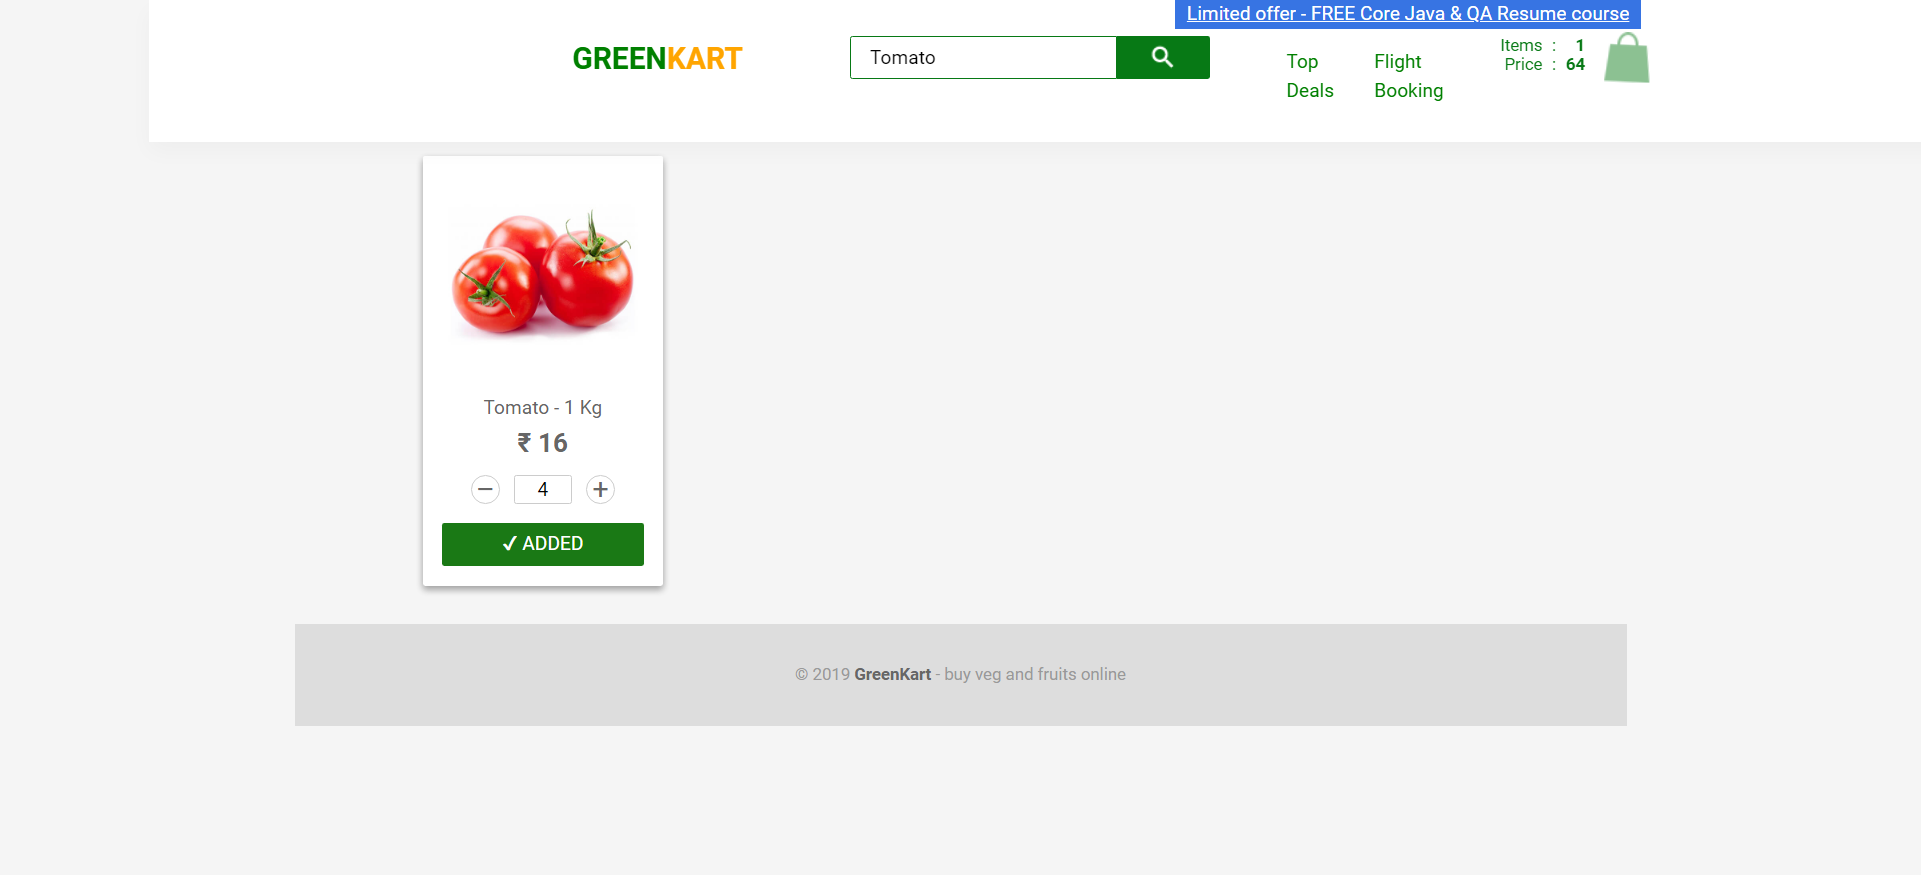 Limited offer - FREE Core Java & QA Resume course
GREENKART
Tomato
Top
Deals
Flight
Booking
Items : 1
Price : 64
Tomato - 1 Kg
₹ 16
− 4 +
✓ ADDED
© 2019 GreenKart - buy veg and fruits online